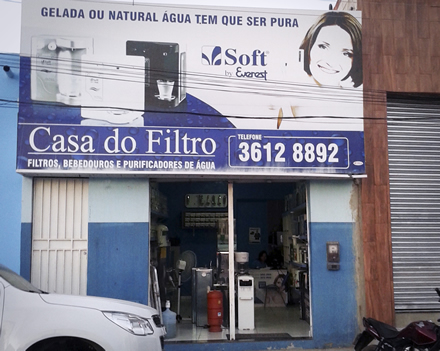 GELADA OU NATURAL ÁGUA TEM QUE SER PURA
Soft
by Everest
Casa do Filtro
FILTROS, BEBEDOUROS E PURIFICADORES DE ÁGUA
TELEFONE
3612 8892